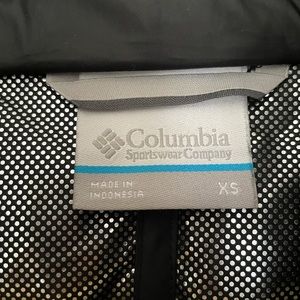 Columbia
Sportswear Company
MADE IN
INDONESIA
XS